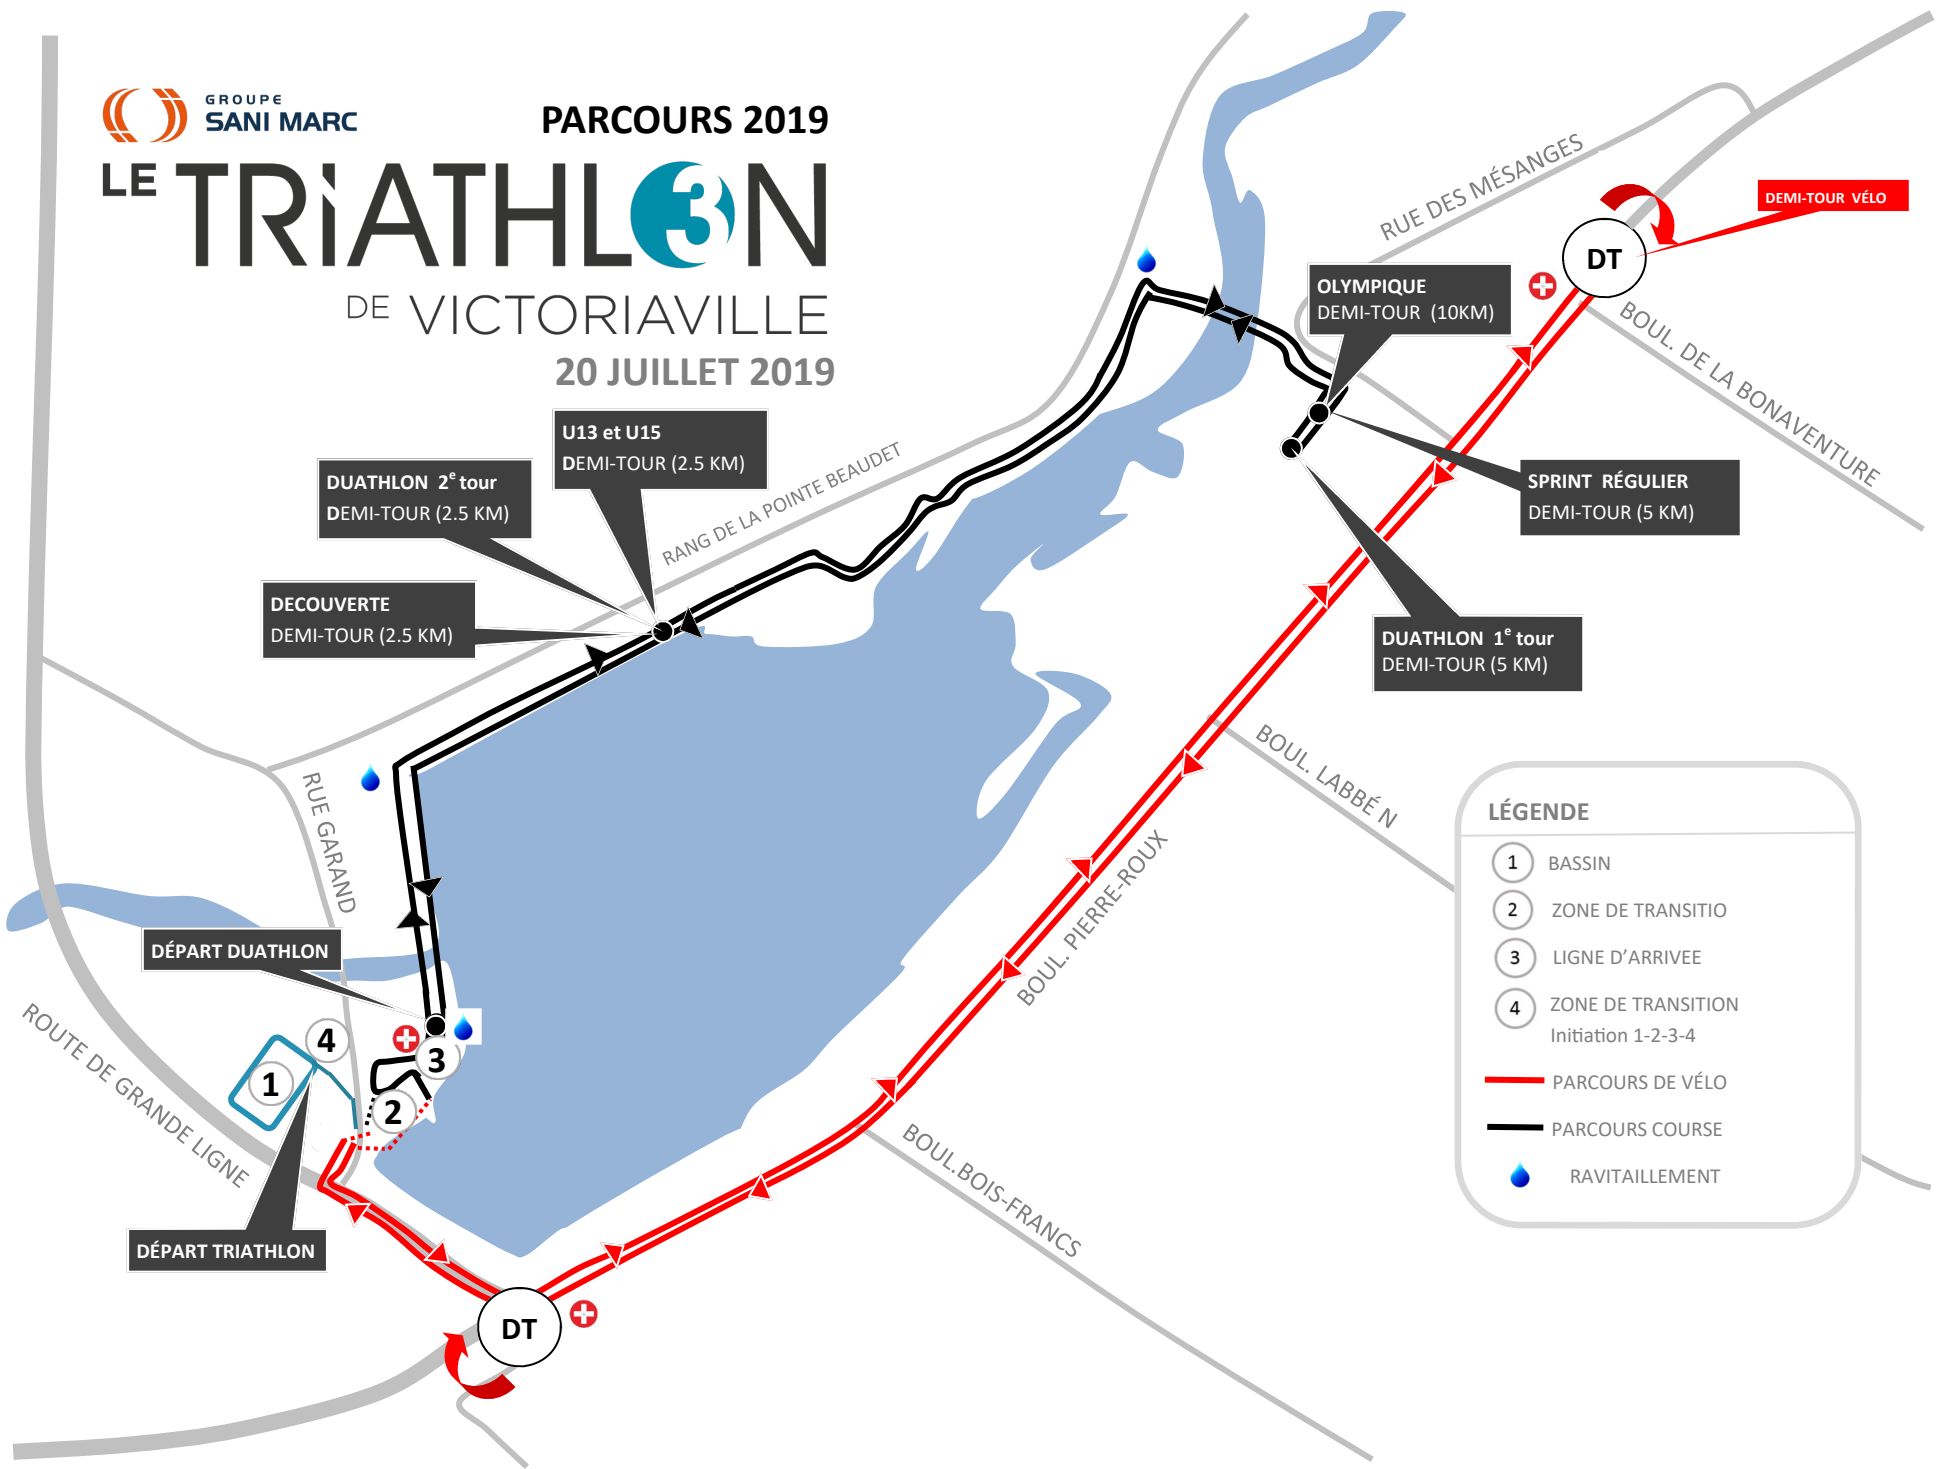 GROUPE
SANI MARC
PARCOURS 2019
LE TRiATHL3N
DE VICTORIAVILLE
20 JUILLET 2019
RUE DES MÉSANGES
DEMI-TOUR VÉLO
DT
OLYMPIQUE
DEMI-TOUR (10KM)
BOUL. DE LA BONAVENTURE
U13 et U15
DEMI-TOUR (2.5 KM)
DUATHLON 2e tour
DEMI-TOUR (2.5 KM)
RANG DE LA POINTE BEAUDET
SPRINT RÉGULIER
DEMI-TOUR (5 KM)
DECOUVERTE
DEMI-TOUR (2.5 KM)
DUATHLON 1e tour
DEMI-TOUR (5 KM)
BOUL. LABBÉ N
RUE GARAND
BOUL. PIERRE-ROUX
DÉPART DUATHLON
ROUTE DE GRANDE LIGNE
4
3
1
2
BOUL.BOIS-FRANCS
DÉPART TRIATHLON
DT
LÉGENDE
1 BASSIN
2 ZONE DE TRANSITIO
3 LIGNE D'ARRIVEE
4 ZONE DE TRANSITION
Initiation 1-2-3-4
PARCOURS DE VÉLO
PARCOURS COURSE
RAVITAILLEMENT